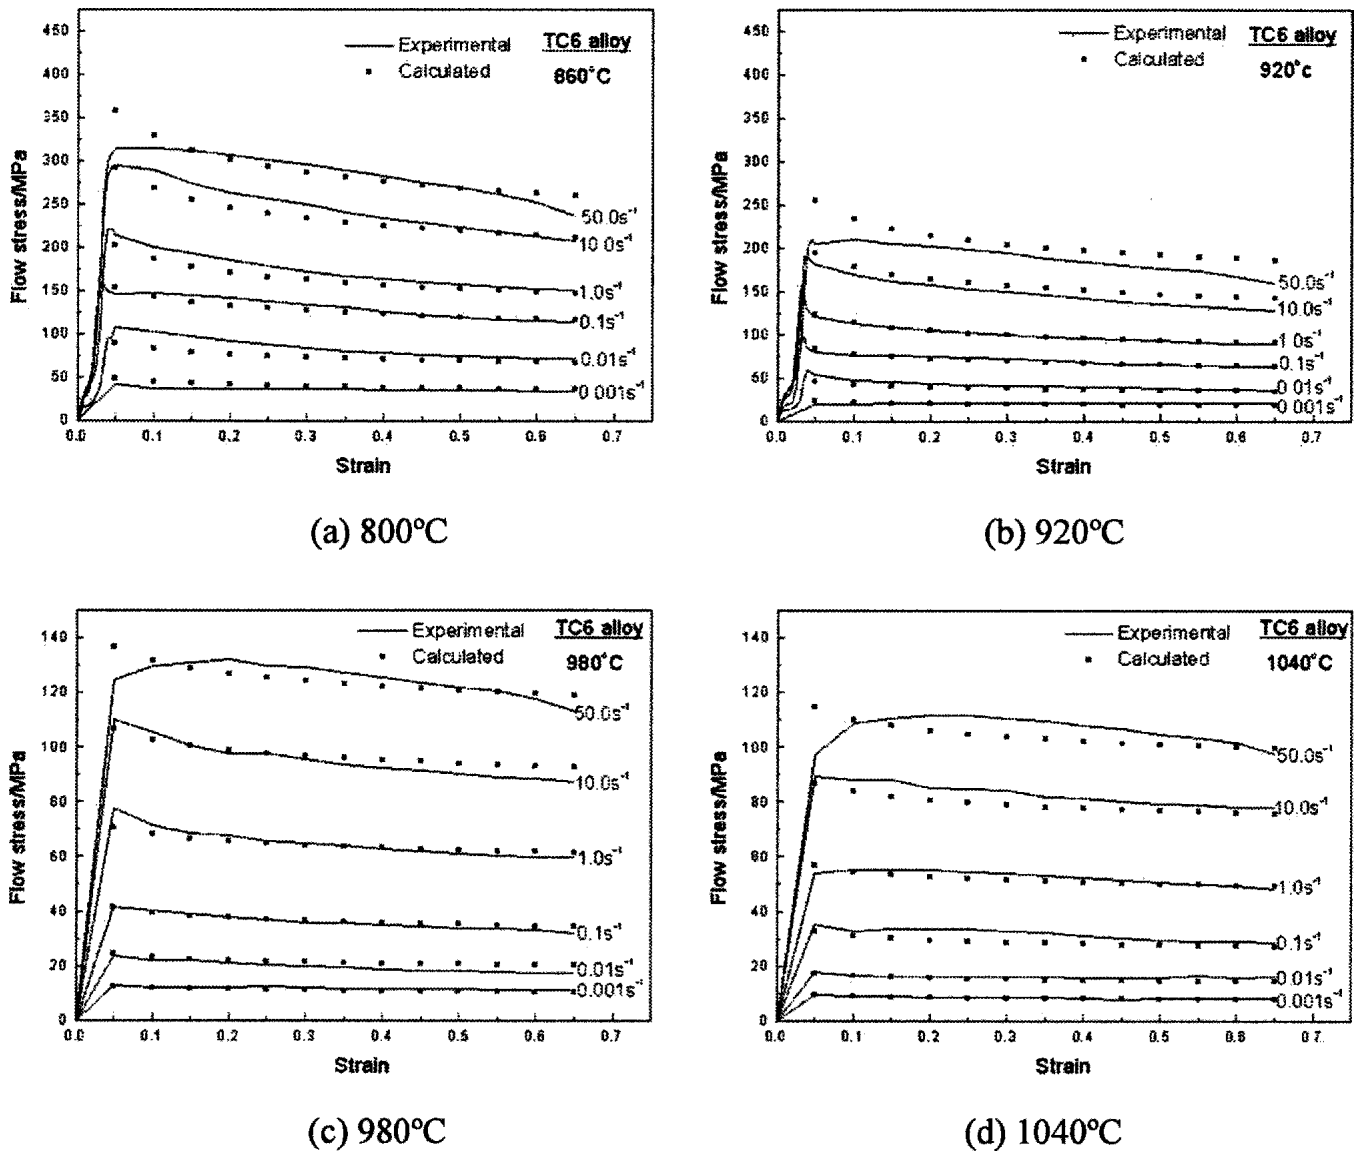 Experimental
Calculated
TC6 alloy
860°C
Flow stress/MPa
450
400
350
300
250
200
150
100
50
0
50.0s⁻¹
10.0s⁻¹
1.0s⁻¹
0.1s⁻¹
0.01s⁻¹
0.001s⁻¹
0.0 0.1 0.2 0.3 0.4 0.5 0.6 0.7
Strain
(a) 800ºC
Experimental
Calculated
TC6 alloy
920°c
Flow stress/MPa
450
400
350
300
250
200
150
100
50
0
50.0s⁻¹
10.0s⁻¹
1.0s⁻¹
0.1s⁻¹
0.01s⁻¹
0.001s⁻¹
0.0 0.1 0.2 0.3 0.4 0.5 0.6 0.7
Strain
(b) 920ºC
Experimental
Calculated
TC6 alloy
980°C
Flow stress/MPa
140
120
100
80
60
40
20
0
50.0s⁻¹
10.0s⁻¹
1.0s⁻¹
0.1s⁻¹
0.01s⁻¹
0.001s⁻¹
0.0 0.1 0.2 0.3 0.4 0.5 0.6 0.7
Strain
(c) 980ºC
Experimental
Calculated
TC6 alloy
1040°C
Flow stress/MPa
140
120
100
80
60
40
20
0
50.0s⁻¹
10.0s⁻¹
1.0s⁻¹
0.1s⁻¹
0.01s⁻¹
0.001s⁻¹
0.0 0.1 0.2 0.3 0.4 0.5 0.6 0.7
Strain
(d) 1040ºC